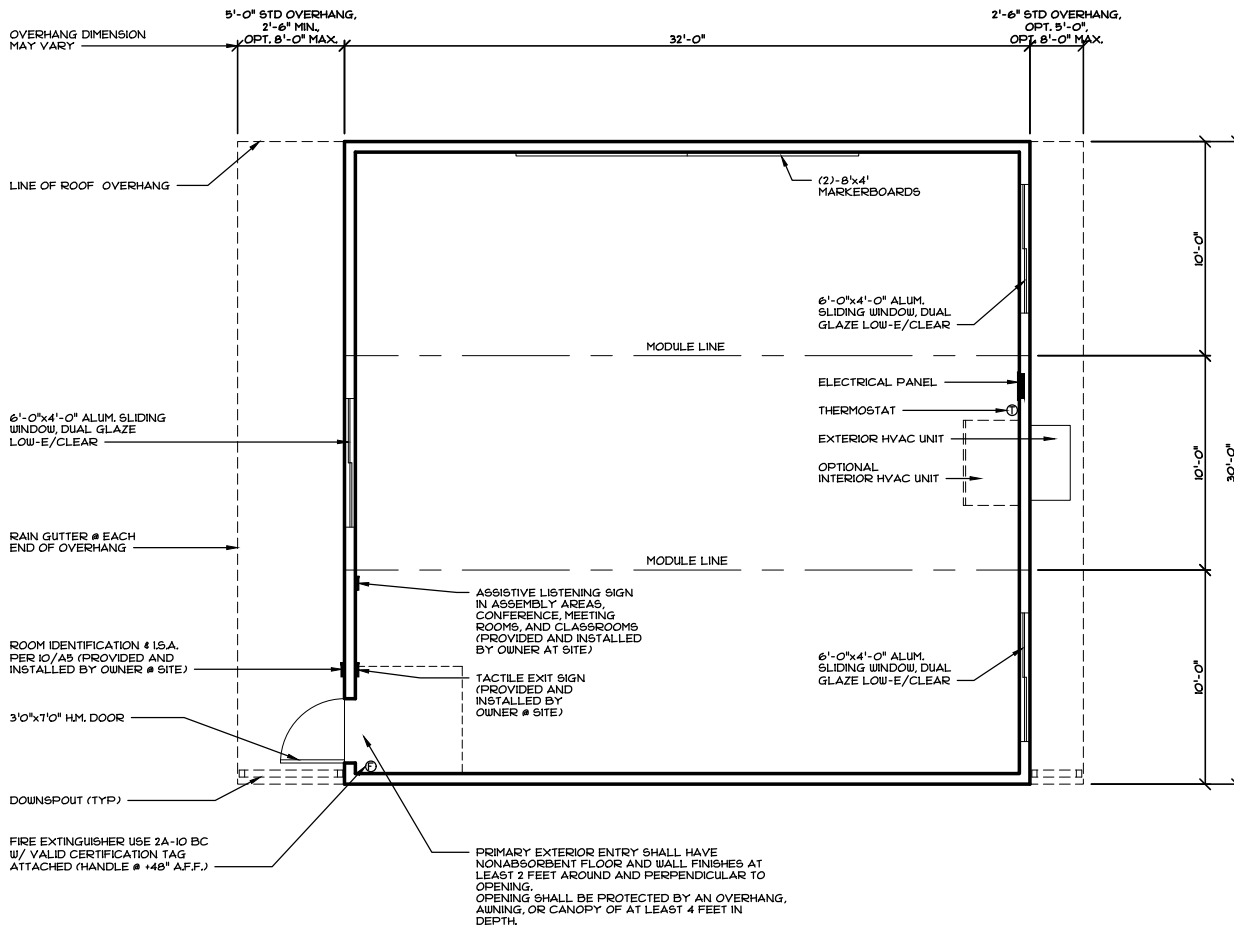 OVERHANG DIMENSION
MAY VARY
5'-0" STD OVERHANG,
2'-6" MIN.,
OPT. 8'-0" MAX.
32'-0"
2'-6" STD OVERHANG,
OPT. 5'-0",
OPT. 8'-0" MAX.
LINE OF ROOF OVERHANG
(2)-8'x4'
MARKERBOARDS
10'-0"
6'-0"x4'-0" ALUM.
SLIDING WINDOW, DUAL
GLAZE LOW-E/CLEAR
MODULE LINE
ELECTRICAL PANEL
THERMOSTAT
T
EXTERIOR HVAC UNIT
OPTIONAL
INTERIOR HVAC UNIT
10'-0"
30'-0"
6'-0"x4'-0" ALUM. SLIDING
WINDOW, DUAL GLAZE
LOW-E/CLEAR
RAIN GUTTER @ EACH
END OF OVERHANG
MODULE LINE
ASSISTIVE LISTENING SIGN
IN ASSEMBLY AREAS,
CONFERENCE, MEETING
ROOMS, AND CLASSROOMS
(PROVIDED AND INSTALLED
BY OWNER AT SITE)
ROOM IDENTIFICATION & I.S.A.
PER 10/A5 (PROVIDED AND
INSTALLED BY OWNER @ SITE)
TACTILE EXIT SIGN
(PROVIDED AND
INSTALLED BY
OWNER @ SITE)
6'-0"x4'-0" ALUM.
SLIDING WINDOW, DUAL
GLAZE LOW-E/CLEAR
10'-0"
3'0"x7'0" H.M. DOOR
F
DOWNSPOUT (TYP)
FIRE EXTINGUISHER USE 2A-10 BC
W/ VALID CERTIFICATION TAG
ATTACHED (HANDLE @ +48" A.F.F.)
PRIMARY EXTERIOR ENTRY SHALL HAVE
NONABSORBENT FLOOR AND WALL FINISHES AT
LEAST 2 FEET AROUND AND PERPENDICULAR TO
OPENING.
OPENING SHALL BE PROTECTED BY AN OVERHANG,
AWNING, OR CANOPY OF AT LEAST 4 FEET IN
DEPTH.